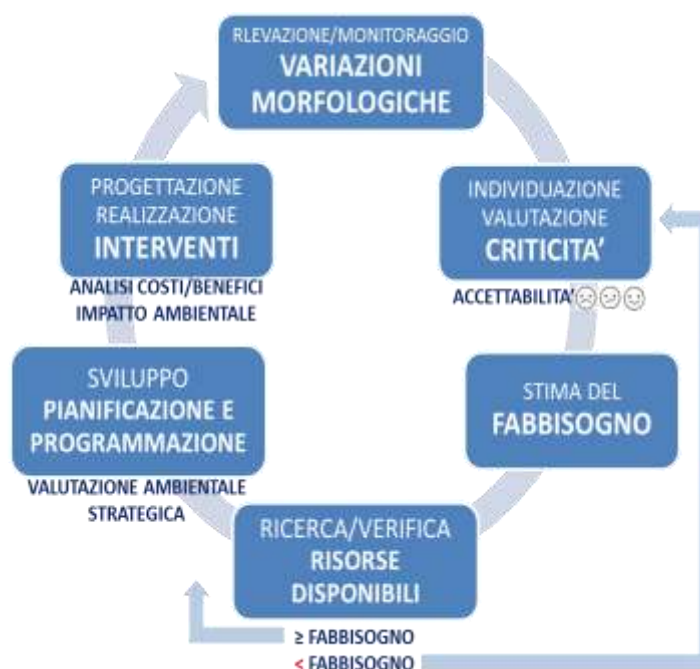 RLEVAZIONE/MONITORAGGIO
VARIAZIONI
MORFOLOGICHE
INDIVIDUAZIONE
VALUTAZIONE
CRITICITA'
ACCETTABILITA'
STIMA DEL
FABBISOGNO
RICERCA/VERIFICA
RISORSE
DISPONIBILI
≥ FABBISOGNO
< FABBISOGNO
SVILUPPO
PIANIFICAZIONE E
PROGRAMMAZIONE
VALUTAZIONE AMBIENTALE
STRATEGICA
PROGETTAZIONE
REALIZZAZIONE
INTERVENTI
ANALISI COSTI/BENEFICI
IMPATTO AMBIENTALE